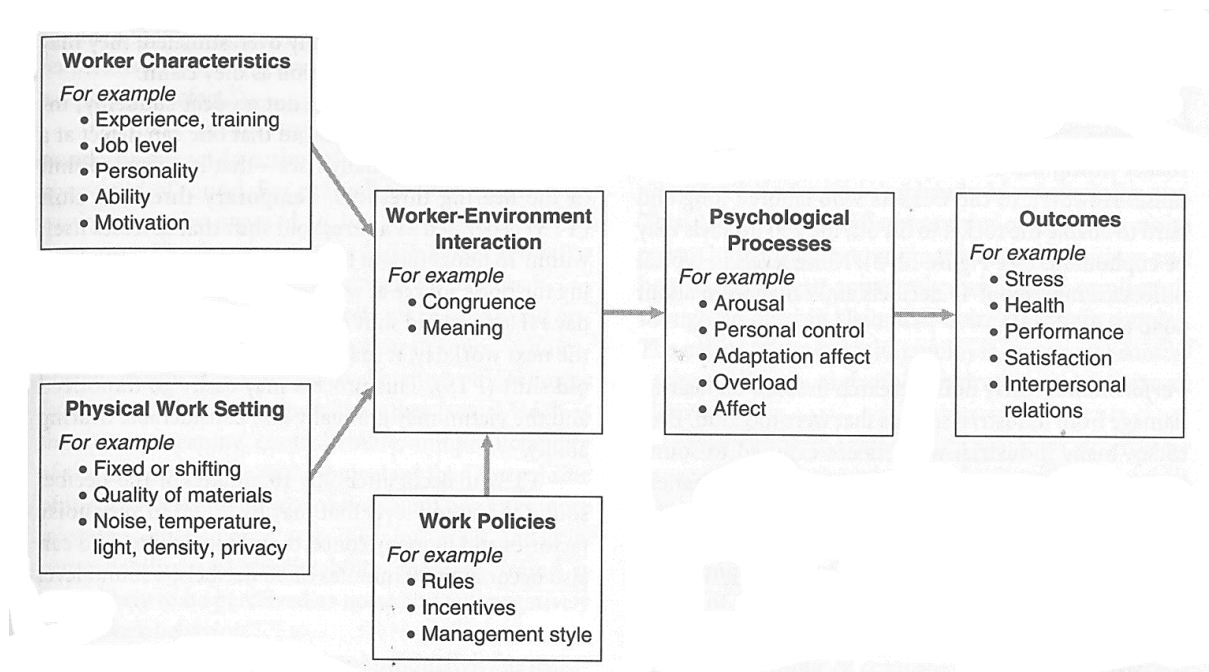 Worker Characteristics
For example
• Experience, training
• Job level
• Personality
• Ability
• Motivation
Physical Work Setting
For example
• Fixed or shifting
• Quality of materials
• Noise, temperature,
light, density, privacy
Worker-Environment
Interaction
For example
• Congruence
• Meaning
Work Policies
For example
• Rules
• Incentives
• Management style
Psychological
Processes
For example
• Arousal
• Personal control
• Adaptation affect
• Overload
• Affect
Outcomes
For example
• Stress
• Health
• Performance
• Satisfaction
• Interpersonal
relations